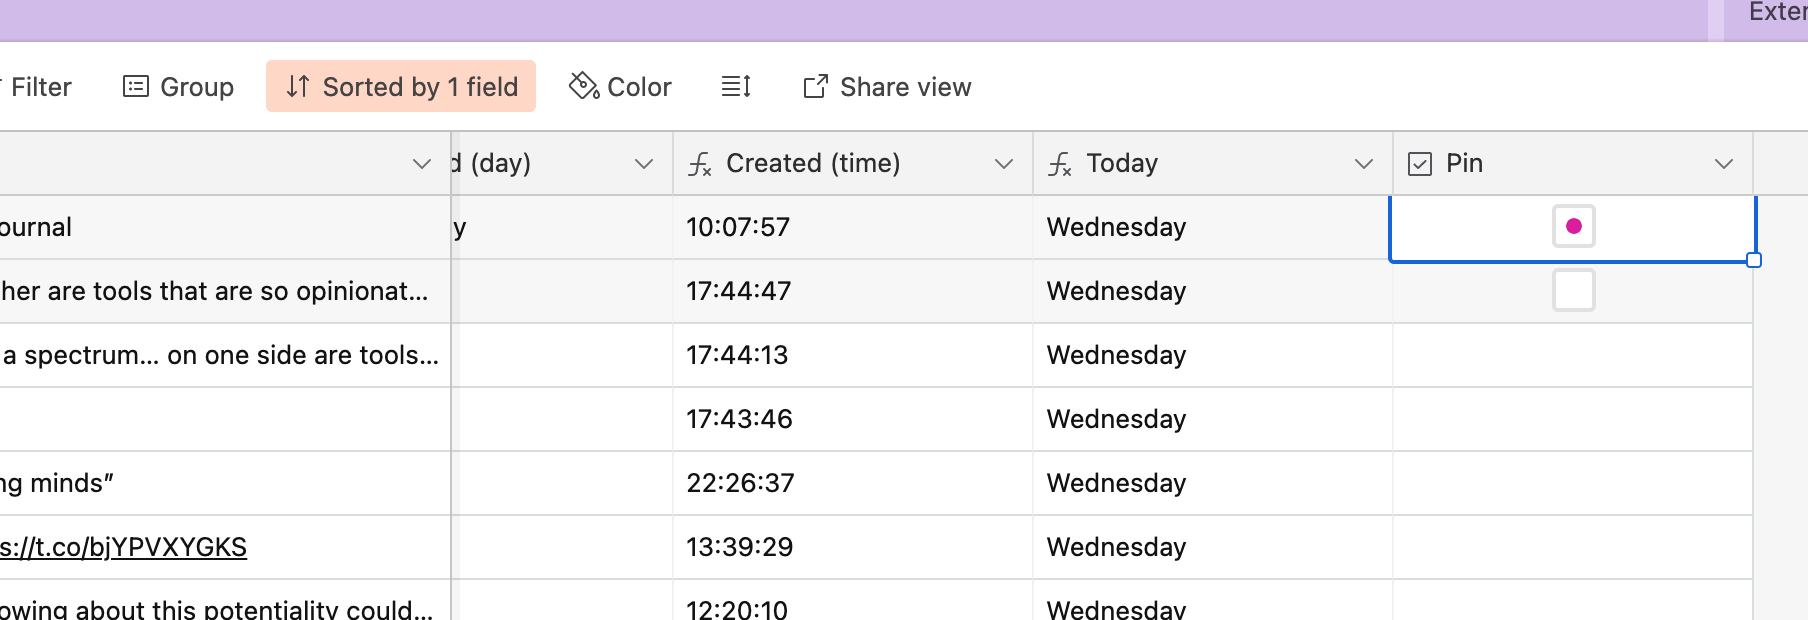 Exter
Filter Group Sorted by 1 field Color Share view
d (day) Created (time) Today Pin
ournal y 10:07:57 Wednesday
her are tools that are so opinionat... 17:44:47 Wednesday
a spectrum... on one side are tools... 17:44:13 Wednesday
17:43:46 Wednesday
ng minds” 22:26:37 Wednesday
s://t.co/bjYPVXYGKS 13:39:29 Wednesday
owing about this potentiality could... 12:20:10 Wednesday